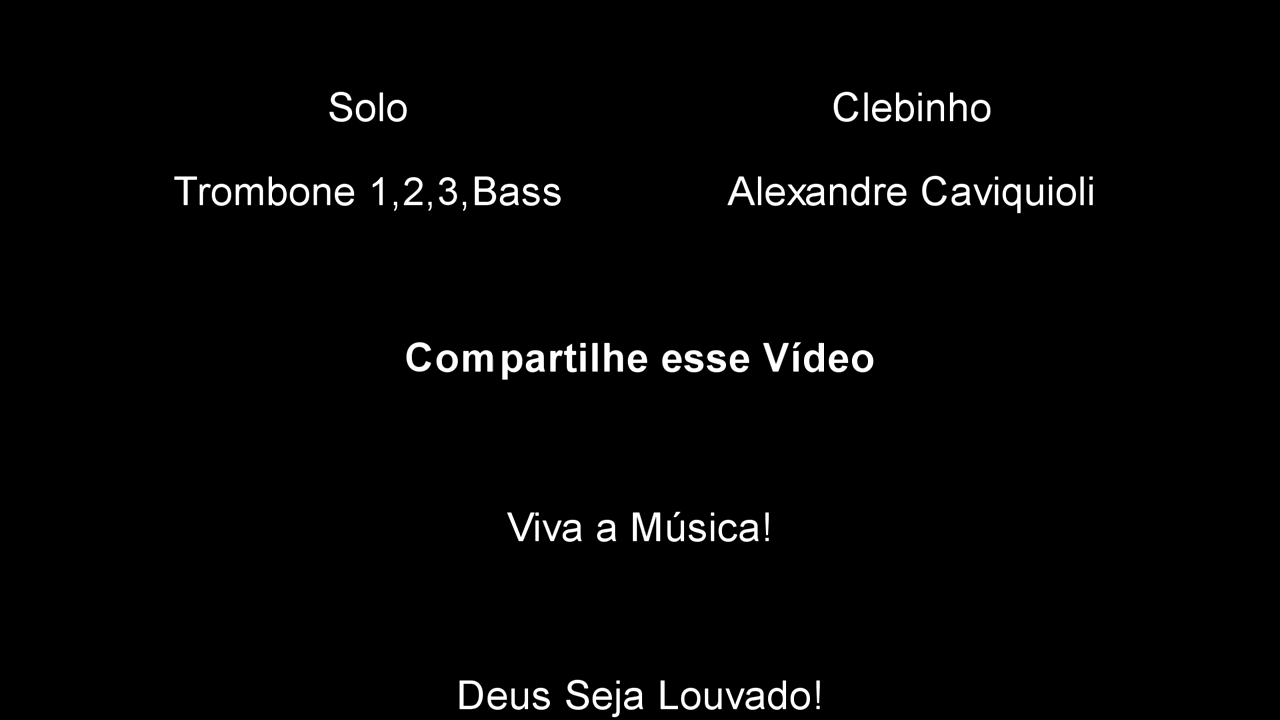 Solo Clebinho
Trombone 1,2,3,Bass Alexandre Caviquioli
Compartilhe esse Vídeo
Viva a Música!
Deus Seja Louvado!